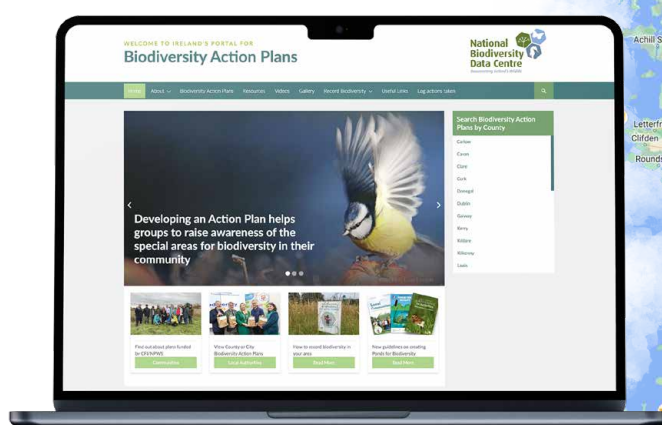 WELCOME TO IRELAND'S PORTAL FOR
Biodiversity Action Plans
National
Biodiversity
Data Centre
Documenting Ireland's Wildlife
Home About Biodiversity Action Plans Resources Videos Gallery Record Biodiversity Useful Links Log actions taken
Developing an Action Plan helps
groups to raise awareness of the
special areas for biodiversity in their
community
Search Biodiversity Action
Plans by County
Carlow
Cavan
Clare
Cork
Donegal
Dublin
Galway
Kerry
Kildare
Kilkenny
Laois
Find out about plans funded
by CFI/NPWS
Communities
View County or City
Biodiversity Action Plans
Local Authorities
How to record biodiversity in
your area
Read More
New guidelines on creating
Ponds for Biodiversity
Read More
Achill
Letterfr
Clifden
Rounds